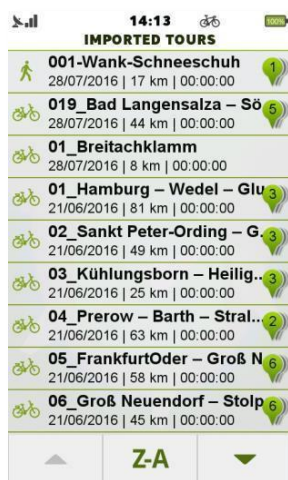 14:13
100%
IMPORTED TOURS
001-Wank-Schneeschuh
28/07/2016 | 17 km | 00:00:00
1
019_Bad Langensalza – Sö
28/07/2016 | 44 km | 00:00:00
5
01_Breitachklamm
28/07/2016 | 8 km | 00:00:00
01_Hamburg – Wedel – Glu
21/06/2016 | 81 km | 00:00:00
3
02_Sankt Peter-Ording – G.
21/06/2016 | 49 km | 00:00:00
3
03_Kühlungsborn – Heilig...
21/06/2016 | 25 km | 00:00:00
3
04_Prerow – Barth – Stral...
21/06/2016 | 63 km | 00:00:00
2
05_FrankfurtOder – Groß N
21/06/2016 | 58 km | 00:00:00
6
06_Groß Neuendorf – Stolp
21/06/2016 | 45 km | 00:00:00
6
Z-A